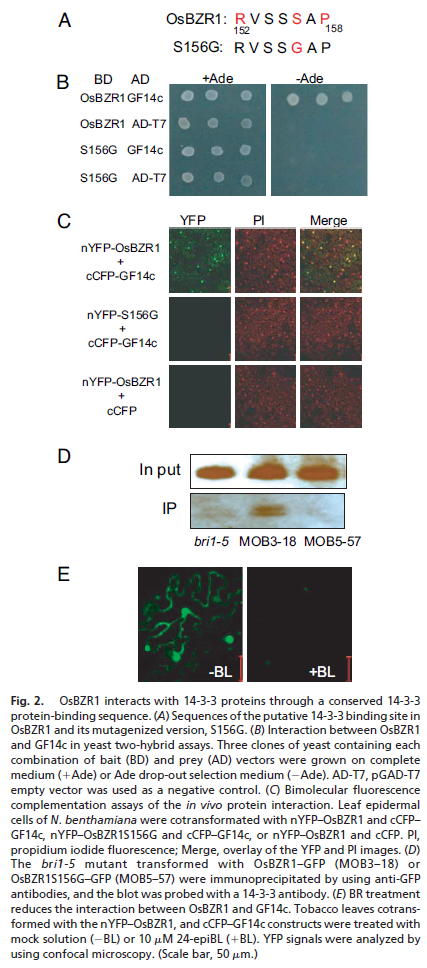 A
OsBZR1: R V S S S A P
152 158
S156G: R V S S G A P
B
BD AD +Ade -Ade
OsBZR1 GF14c
OsBZR1 AD-T7
S156G GF14c
S156G AD-T7
C
YFP PI Merge
nYFP-OsBZR1
+
cCFP-GF14c
nYFP-S156G
+
cCFP-GF14c
nYFP-OsBZR1
+
cCFP
D
In put
IP
bri1-5 MOB3-18 MOB5-57
E
-BL +BL
Fig. 2. OsBZR1 interacts with 14-3-3 proteins through a conserved 14-3-3
protein-binding sequence. (A) Sequences of the putative 14-3-3 binding site in
OsBZR1 and its mutagenized version, S156G. (B) Interaction between OsBZR1
and GF14c in yeast two-hybrid assays. Three clones of yeast containing each
combination of bait (BD) and prey (AD) vectors were grown on complete
medium (+Ade) or Ade drop-out selection medium (−Ade). AD-T7, pGAD-T7
empty vector was used as a negative control. (C) Bimolecular fluorescence
complementation assays of the in vivo protein interaction. Leaf epidermal
cells of N. benthamiana were cotransformated with nYFP–OsBZR1 and cCFP–
GF14c, nYFP–OsBZR1S156G and cCFP–GF14c, or nYFP–OsBZR1 and cCFP. PI,
propidium iodide fluorescence; Merge, overlay of the YFP and PI images. (D)
The bri1-5 mutant transformed with OsBZR1–GFP (MOB3–18) or
OsBZR1S156G–GFP (MOB5–57) were immunoprecipitated by using anti-GFP
antibodies, and the blot was probed with a 14-3-3 antibody. (E) BR treatment
reduces the interaction between OsBZR1 and GF14c. Tobacco leaves cotrans-
formed with the nYFP–OsBZR1, and cCFP–GF14c constructs were treated with
mock solution (−BL) or 10 μM 24-epiBL (+BL). YFP signals were analyzed by
using confocal microscopy. (Scale bar, 50 μm.)